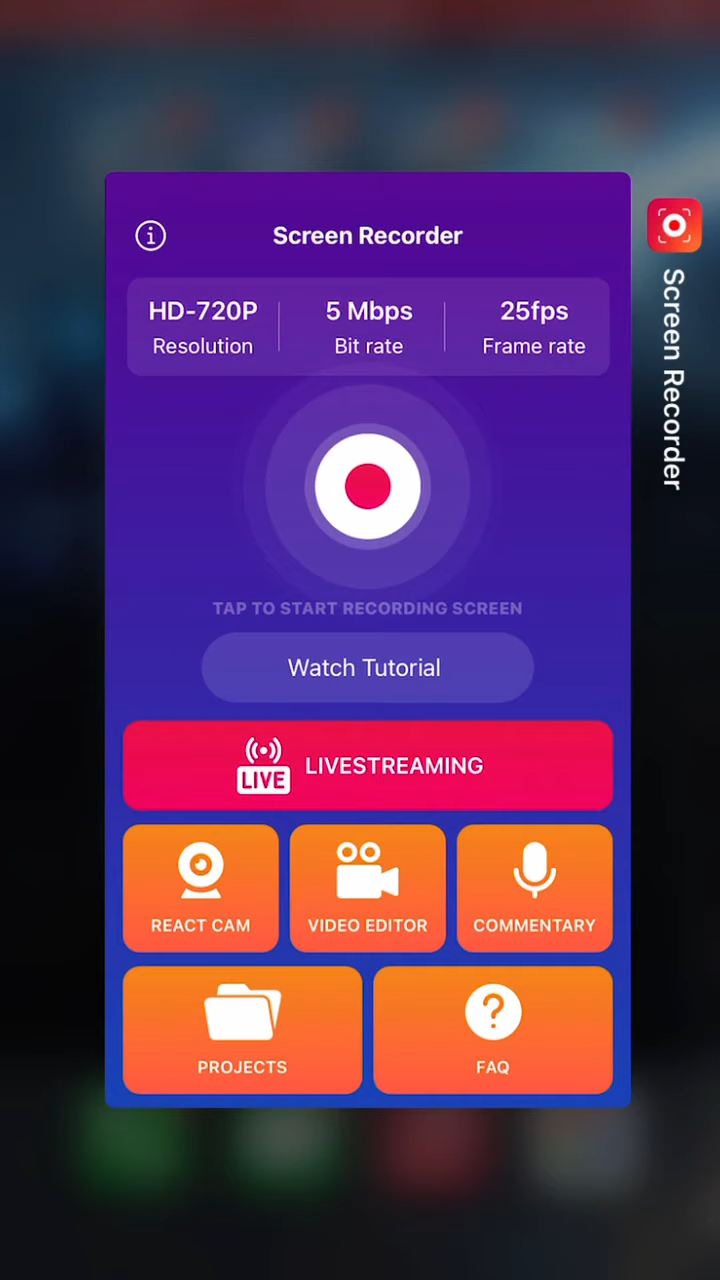 Screen Recorder
HD-720P
Resolution
5 Mbps
Bit rate
25fps
Frame rate
TAP TO START RECORDING SCREEN
Watch Tutorial
LIVE
LIVESTREAMING
REACT CAM
VIDEO EDITOR
COMMENTARY
PROJECTS
? FAQ
Screen Recorder